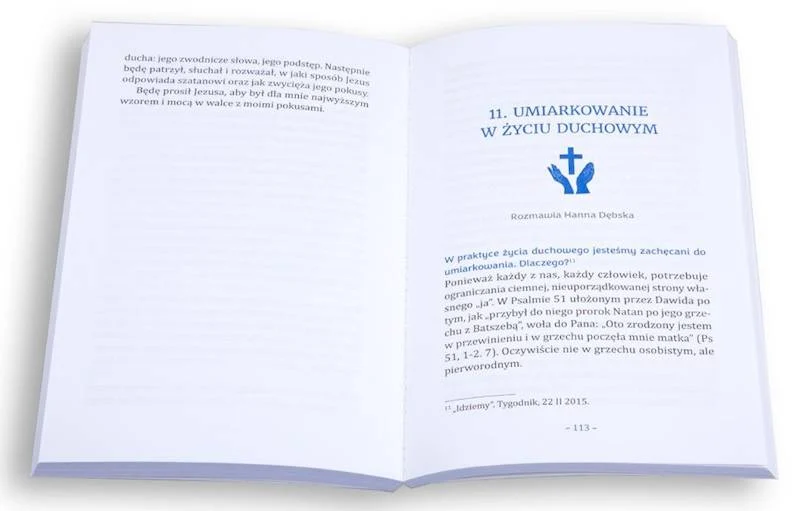 ducha: jego zwodnicze słowa, jego podstęp. Następnie
będę patrzył, słuchał i rozważał, w jaki sposób Jezus
odpowiada szatanowi oraz jak zwycięża jego pokusy.
Będę prosił Jezusa, aby był dla mnie najwyższym
wzorem i mocą w walce z moimi pokusami.
11. UMIARKOWANIE
W ŻYCIU DUCHOWYM
Rozmawia Hanna Dębska
W praktyce życia duchowego jesteśmy zachęcani do
umiarkowania. Dlaczego?¹¹
Ponieważ każdy z nas, każdy człowiek, potrzebuje
ograniczania ciemnej, nieuporządkowanej strony wła-
snego „ja”. W Psalmie 51 ułożonym przez Dawida po
tym, jak „przybył do niego prorok Natan po jego grze-
chu z Batszebą”, woła do Pana: „Oto zrodzony jestem
w przewinieniu i w grzechu poczęła mnie matka” (Ps
51, 1-2. 7). Oczywiście nie w grzechu osobistym, ale
pierworodnym.
¹¹ „Idziemy”, Tygodnik, 22 II 2015.
– 113 –